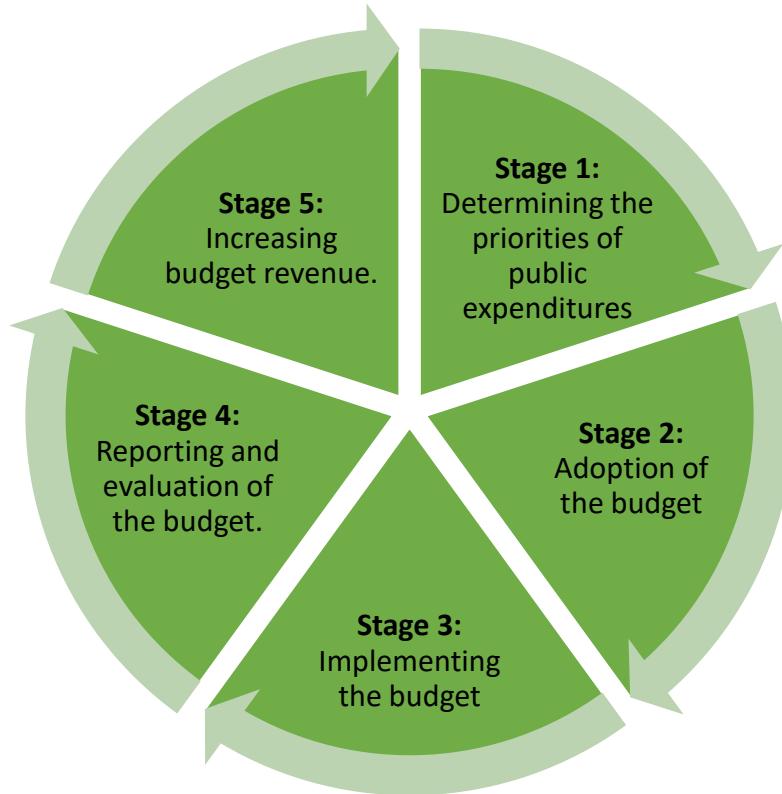 Stage 1:
Determining the
priorities of
public
expenditures
Stage 2:
Adoption of
the budget
Stage 3:
Implementing
the budget
Stage 4:
Reporting and
evaluation of
the budget.
Stage 5:
Increasing
budget revenue.